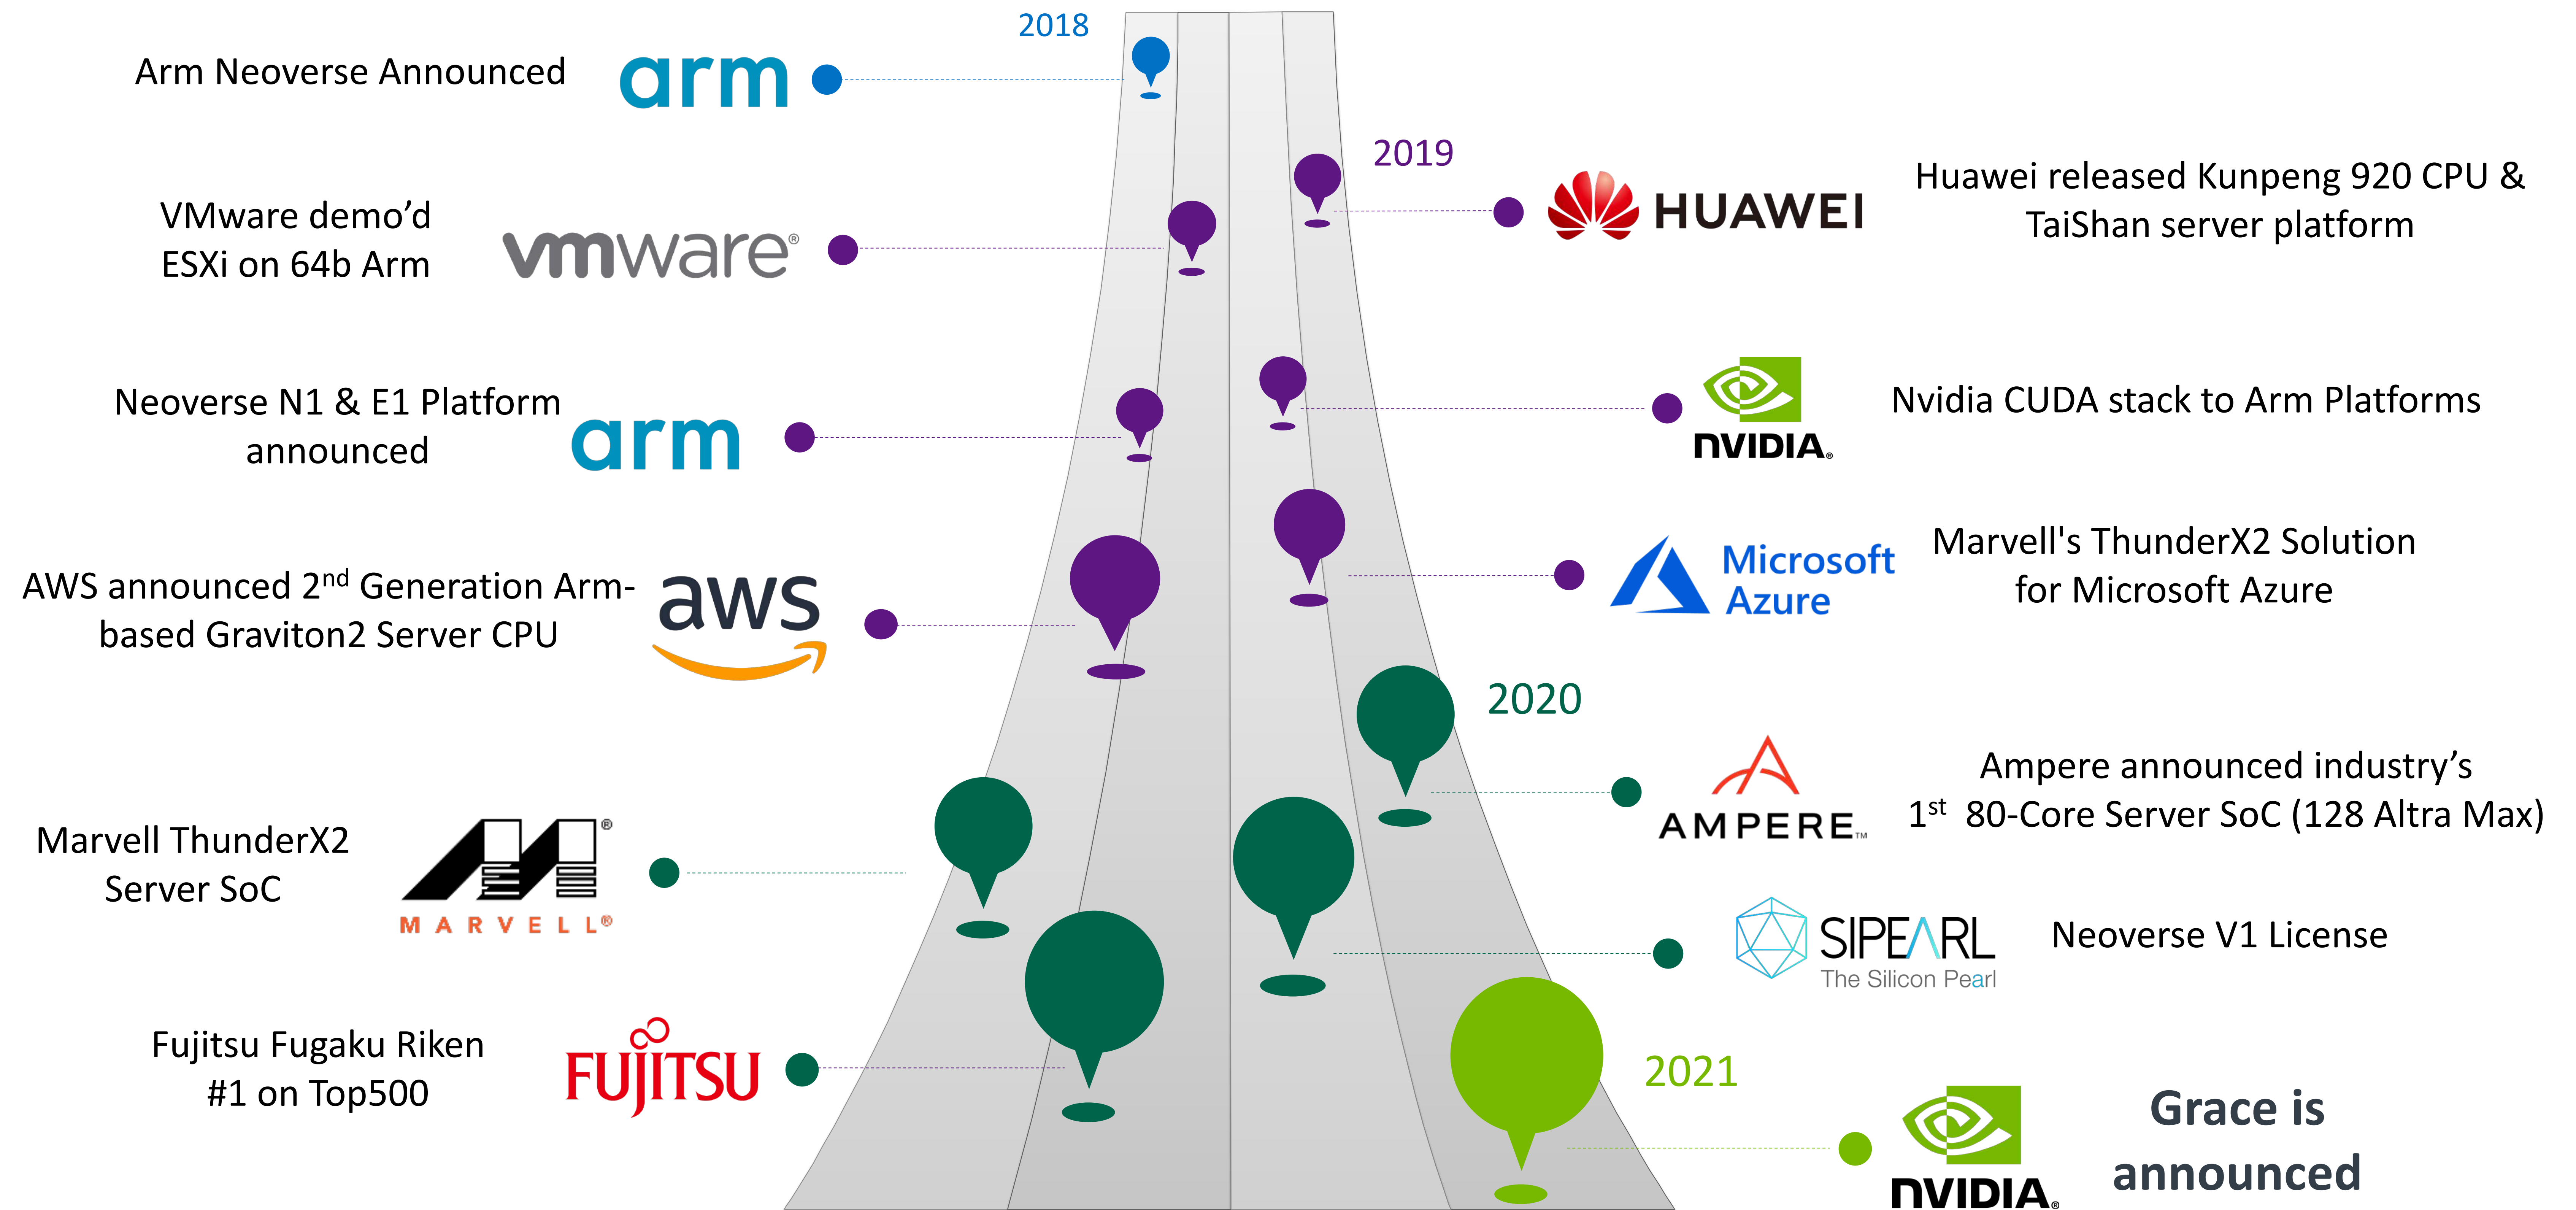 2018
Arm Neoverse Announced
arm
2019
HUAWEI
Huawei released Kunpeng 920 CPU &
TaiShan server platform
VMware demo’d
ESXi on 64b Arm
vmware®
Neoverse N1 & E1 Platform
announced
arm
NVIDIA®
Nvidia CUDA stack to Arm Platforms
Microsoft
Azure
Marvell's ThunderX2 Solution
for Microsoft Azure
AWS announced 2nd Generation Arm-
based Graviton2 Server CPU
aws
2020
AMPERE™
Ampere announced industry’s
1st 80-Core Server SoC (128 Altra Max)
Marvell ThunderX2
Server SoC
MARVELL®
SIPEARL
The Silicon Pearl
Neoverse V1 License
Fujitsu Fugaku Riken
#1 on Top500
FUJITSU
2021
NVIDIA®
Grace is
announced